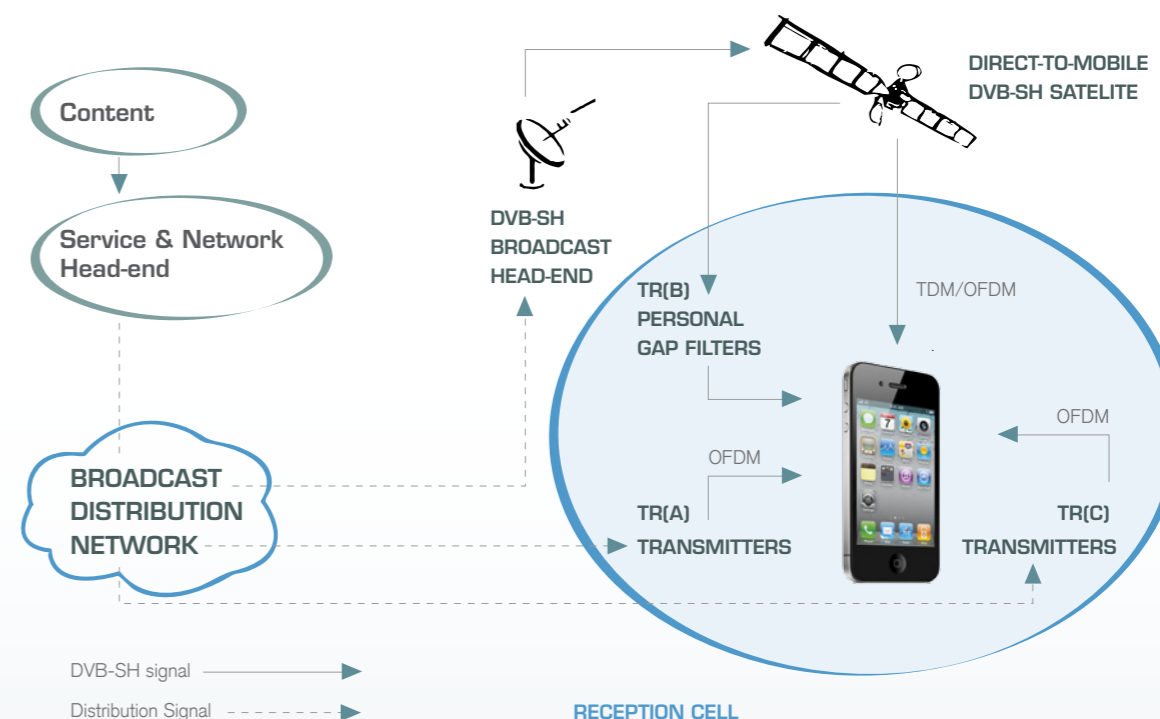 Content
Service & Network
Head-end
BROADCAST
DISTRIBUTION
NETWORK
DVB-SH
BROADCAST
HEAD-END
DIRECT-TO-MOBILE
DVB-SH SATELITE
TR(B)
PERSONAL
GAP FILTERS
TDM/OFDM
OFDM
TR(A)
TRANSMITTERS
OFDM
TR(C)
TRANSMITTERS
DVB-SH signal
Distribution Signal
RECEPTION CELL